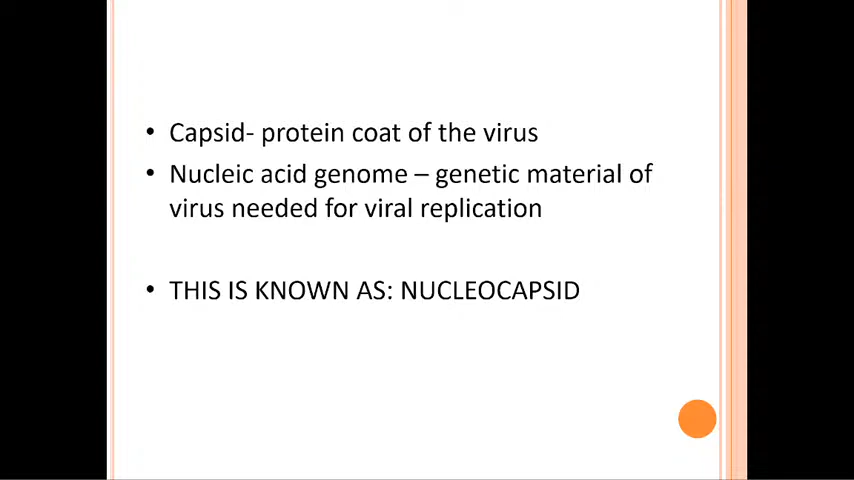 • Capsid- protein coat of the virus
• Nucleic acid genome – genetic material of
virus needed for viral replication
• THIS IS KNOWN AS: NUCLEOCAPSID